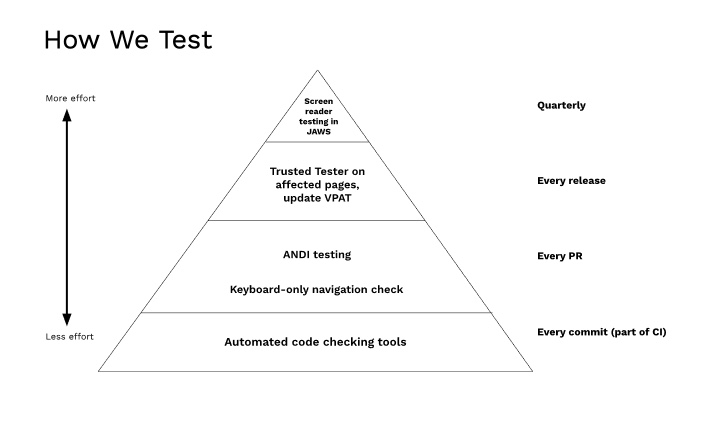 How We Test
More effort
Screen
reader
testing in
JAWS
Quarterly
Trusted Tester on
affected pages,
update VPAT
Every release
ANDI testing
Every PR
Keyboard-only navigation check
Less effort
Automated code checking tools
Every commit (part of CI)